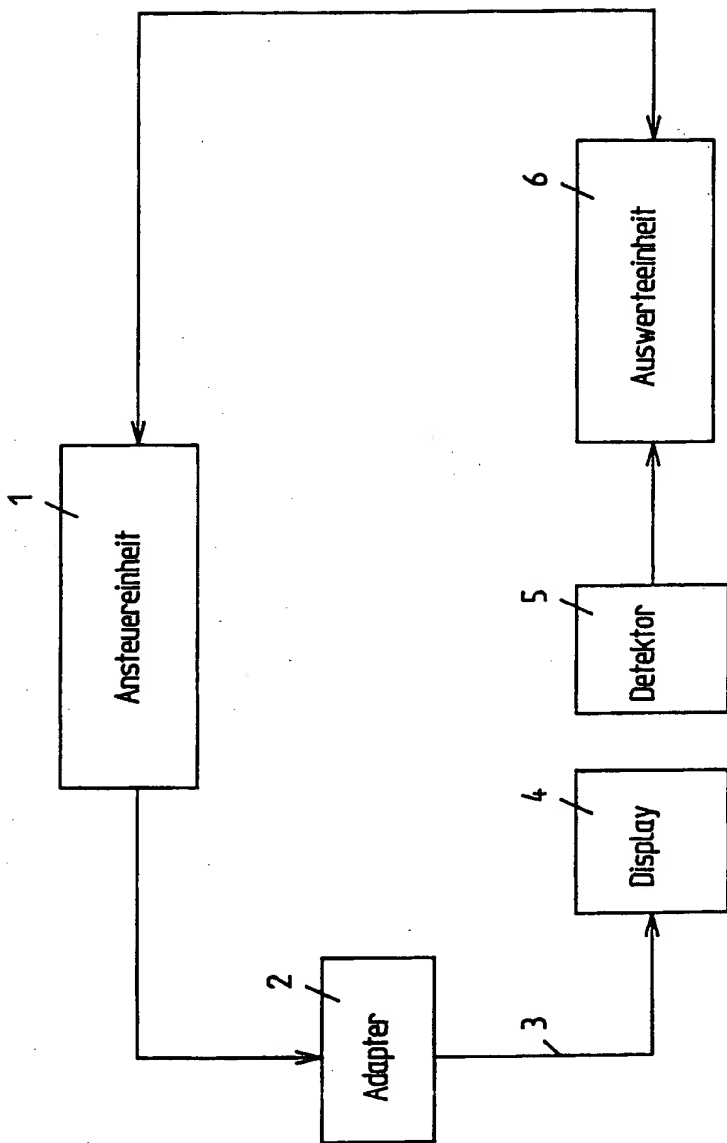 1
Ansteuereinheit
2
Adapter
3
4
Display
5
Detektor
6
Auswerteeinheit